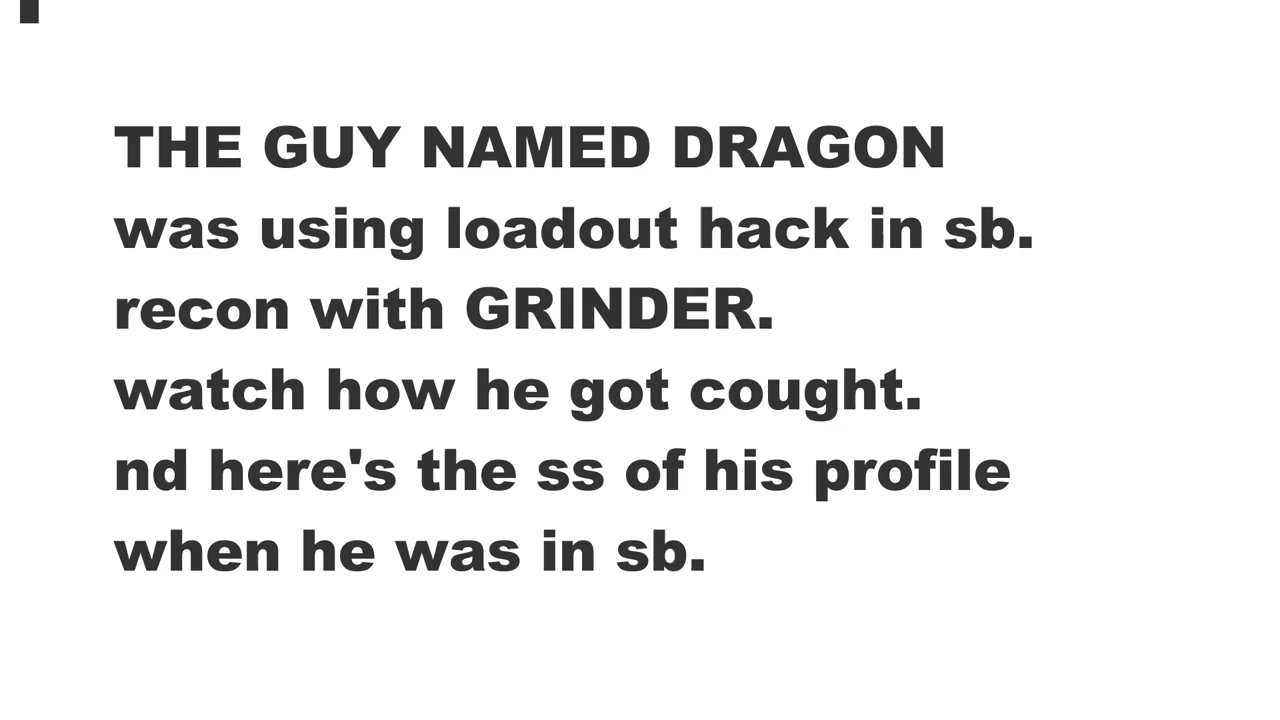 THE GUY NAMED DRAGON
was using loadout hack in sb.
recon with GRINDER.
watch how he got cought.
nd here's the ss of his profile
when he was in sb.